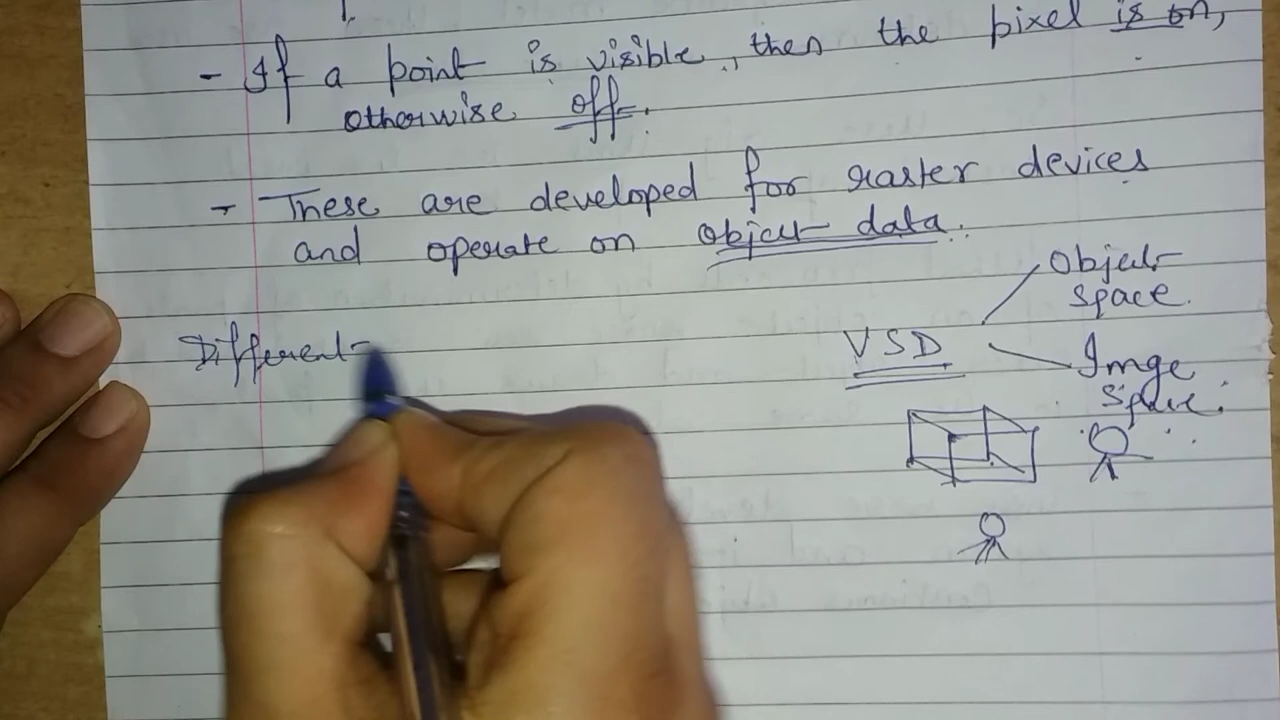 - If a point is visible, then the pixel is on,
otherwise off.
- These are developed for raster devices
and operate on object data.
Object
space.
VSD
Imge
Space.
Different